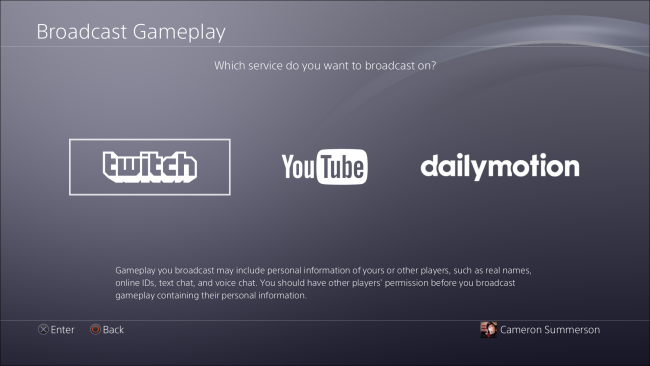 Broadcast Gameplay
Which service do you want to broadcast on?
twitch
YouTube
dailymotion
Gameplay you broadcast may include personal information of yours or other players, such as real names,
online IDs, text chat, and voice chat. You should have other players' permission before you broadcast
gameplay containing their personal information.
Enter
Back
Cameron Summerson